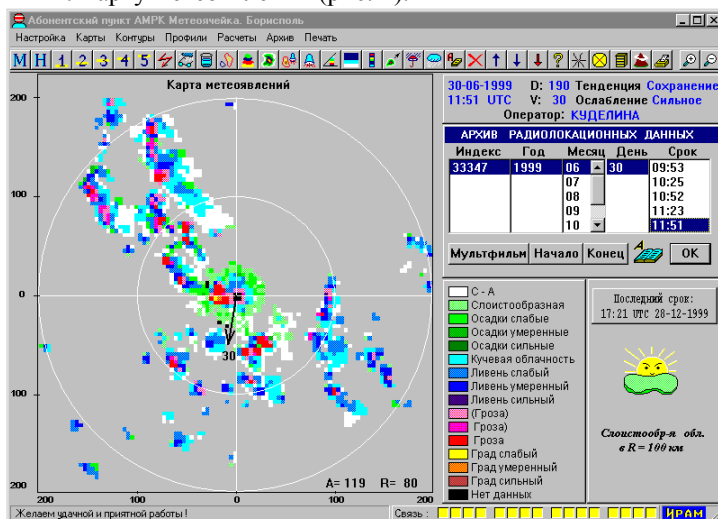 Абонентский пункт АМРК Метеоячейка. Борисполь
Настройка Карты Контуры Профили Расчеты Архив Печать
M H 1 2 3 4 5
Карта метеоявлений
200
100
0
100
200
200 100 0 100 200
30
A= 119 R= 80
30-06-1999 D: 190 Тенденция Сохранение
11:51 UTC V: 30 Ослабление Сильное
Оператор: КУДЕЛИНА
АРХИВ РАДИОЛОКАЦИОННЫХ ДАННЫХ
Индекс Год Месяц День Срок
33347 1999 06 30 09:53
07 10:25
08 10:52
09 11:23
10 11:51
Мультфильм Начало Конец OK
С - А
Слоистообразная
Осадки слабые
Осадки умеренные
Осадки сильные
Кучевая облачность
Ливень слабый
Ливень умеренный
Ливень сильный
(Гроза)
Гроза)
Гроза
Град слабый
Град умеренный
Град сильный
Нет данных
Последний срок:
17:21 UTC 28-12-1999
Слоистообр-я обл.
в R = 100 км
Желаем удачной и приятной работы !
Связь :
ИРАМ